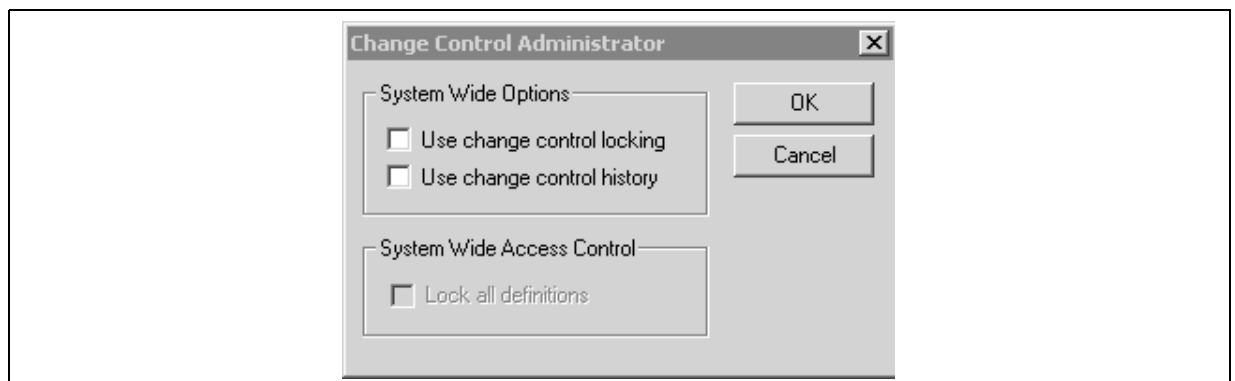 Change Control Administrator
System Wide Options
Use change control locking
Use change control history
System Wide Access Control
Lock all definitions
OK
Cancel